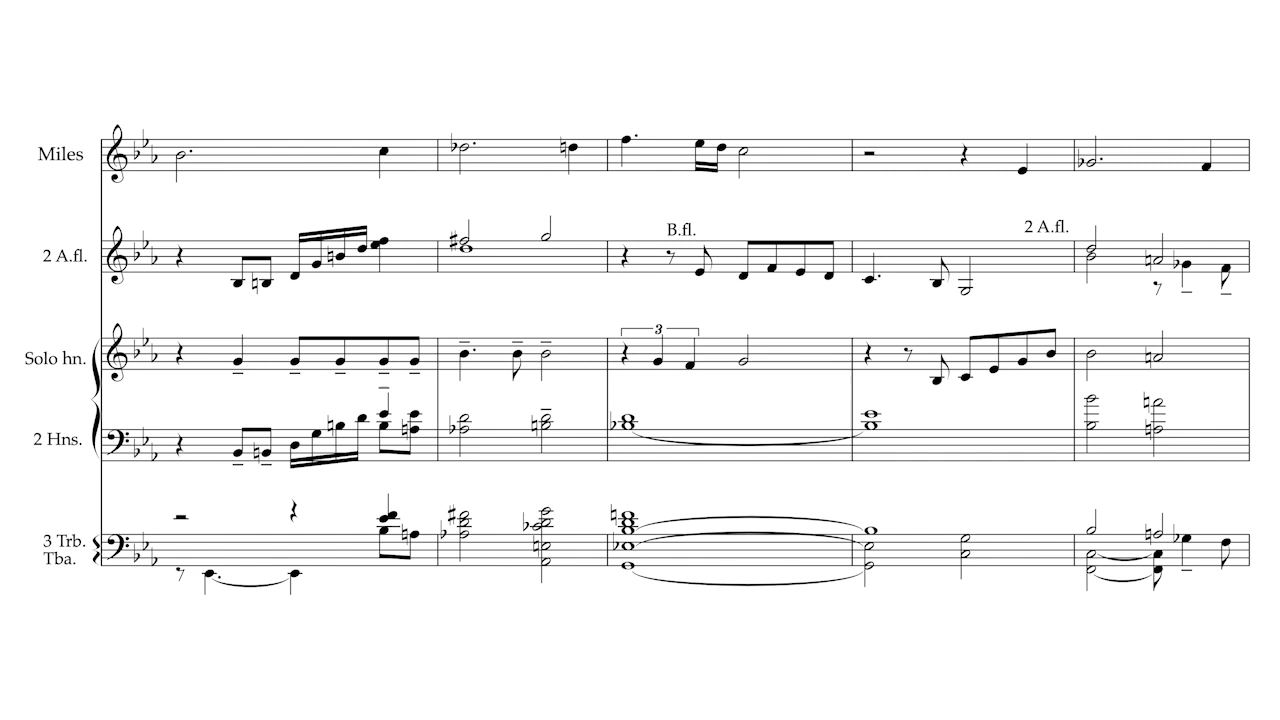 Miles
2 A.fl.
B.fl.
2 A.fl.
Solo hn.
3
2 Hns.
3 Trb.
Tba.